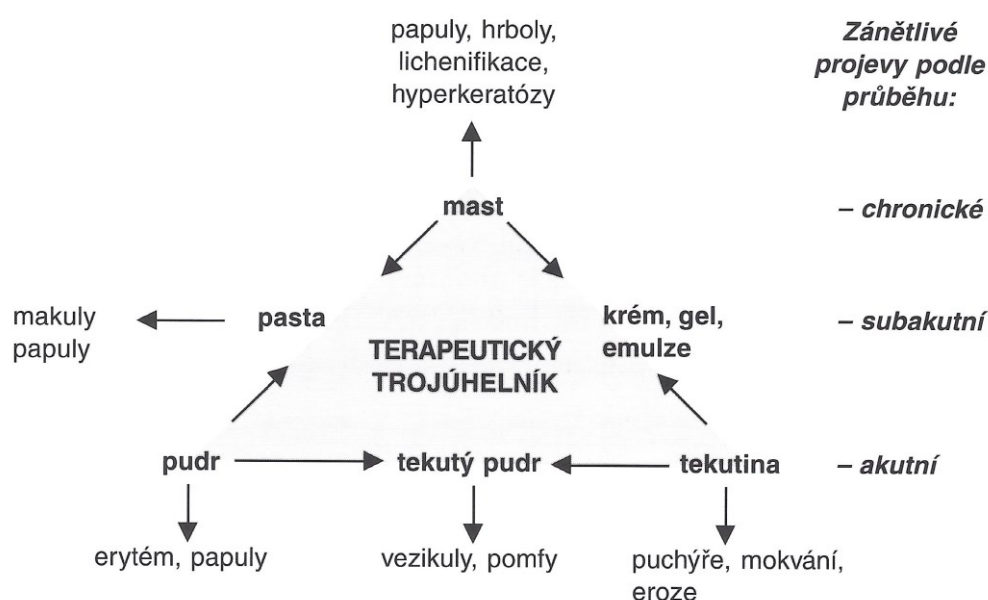 papuly, hrboly,
lichenifikace,
hyperkeratózy
Zánětlivé
projevy podle
průběhu:
mast
– chronické
makuly
papuly
pasta
krém, gel,
emulze
– subakutní
TERAPEUTICKÝ
TROJÚHELNÍK
pudr
tekutý pudr
tekutina
– akutní
erytém, papuly
vezikuly, pomfy
puchýře, mokvání,
eroze